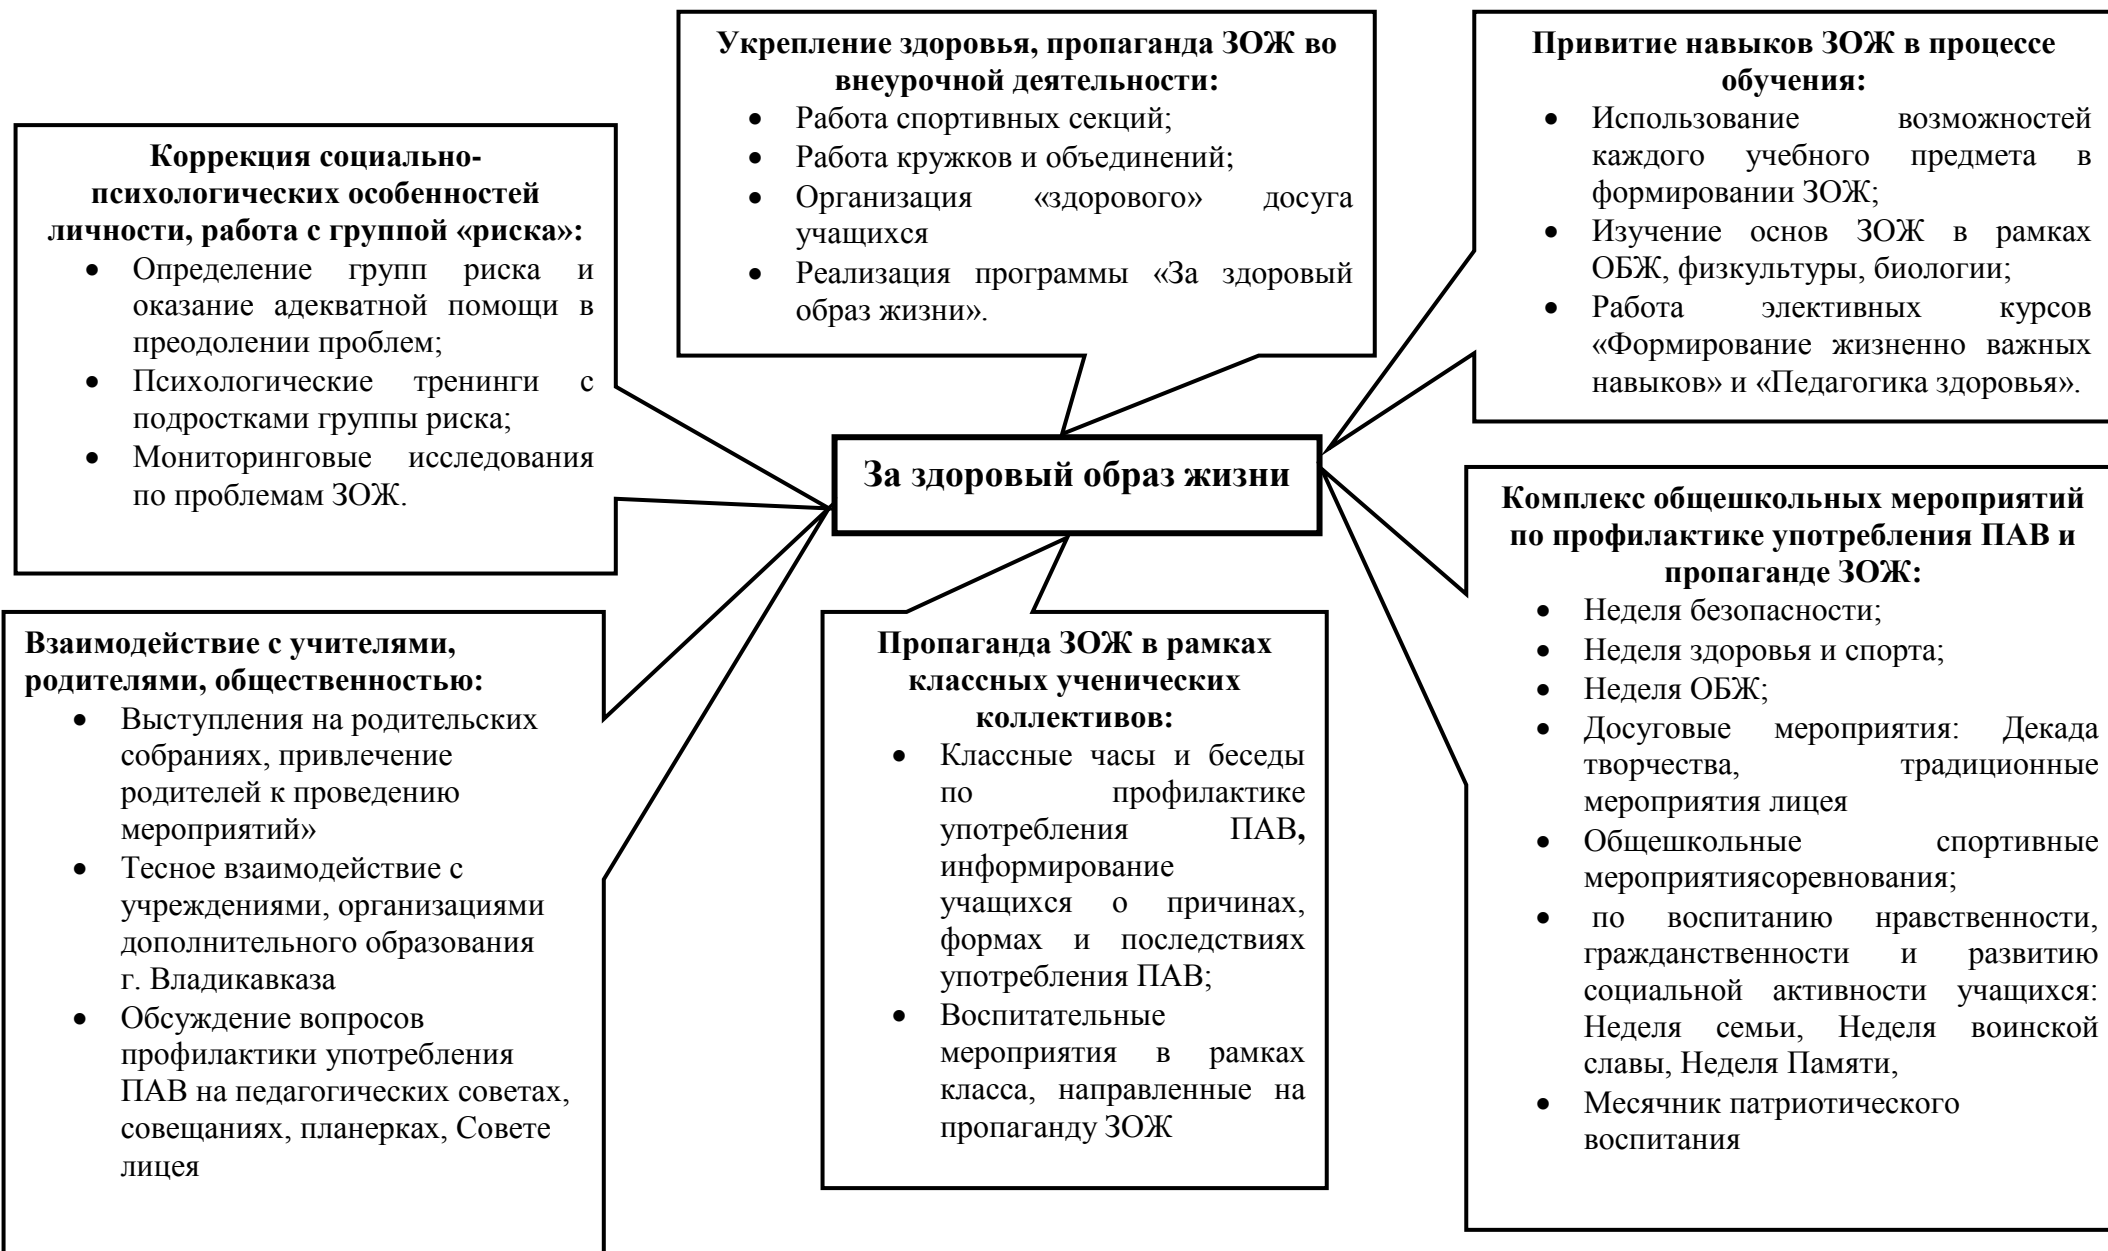 Укрепление здоровья, пропаганда ЗОЖ во
внеурочной деятельности:
• Работа спортивных секций;
• Работа кружков и объединений;
• Организация «здорового» досуга
учащихся
• Реализация программы «За здоровый
образ жизни».
Привитие навыков ЗОЖ в процессе
обучения:
• Использование возможностей
каждого учебного предмета в
формировании ЗОЖ;
• Изучение основ ЗОЖ в рамках
ОБЖ, физкультуры, биологии;
• Работа элективных курсов
«Формирование жизненно важных
навыков» и «Педагогика здоровья».
Коррекция социально-
психологических особенностей
личности, работа с группой «риска»:
• Определение групп риска и
оказание адекватной помощи в
преодолении проблем;
• Психологические тренинги с
подростками группы риска;
• Мониторинговые исследования
по проблемам ЗОЖ.
За здоровый образ жизни
Комплекс общешкольных мероприятий
по профилактике употребления ПАВ и
пропаганде ЗОЖ:
• Неделя безопасности;
• Неделя здоровья и спорта;
• Неделя ОБЖ;
• Досуговые мероприятия: Декада
творчества, традиционные
мероприятия лицея
• Общешкольные спортивные
мероприятиясоревнования;
• по воспитанию нравственности,
гражданственности и развитию
социальной активности учащихся:
Неделя семьи, Неделя воинской
славы, Неделя Памяти,
• Месячник патриотического
воспитания
Взаимодействие с учителями,
родителями, общественностью:
• Выступления на родительских
собраниях, привлечение
родителей к проведению
мероприятий»
• Тесное взаимодействие с
учреждениями, организациями
дополнительного образования
г. Владикавказа
• Обсуждение вопросов
профилактики употребления
ПАВ на педагогических советах,
совещаниях, планерках, Совете
лицея
Пропаганда ЗОЖ в рамках
классных ученических
коллективов:
• Классные часы и беседы
по профилактике
употребления ПАВ,
информирование
учащихся о причинах,
формах и последствиях
употребления ПАВ;
• Воспитательные
мероприятия в рамках
класса, направленные на
пропаганду ЗОЖ